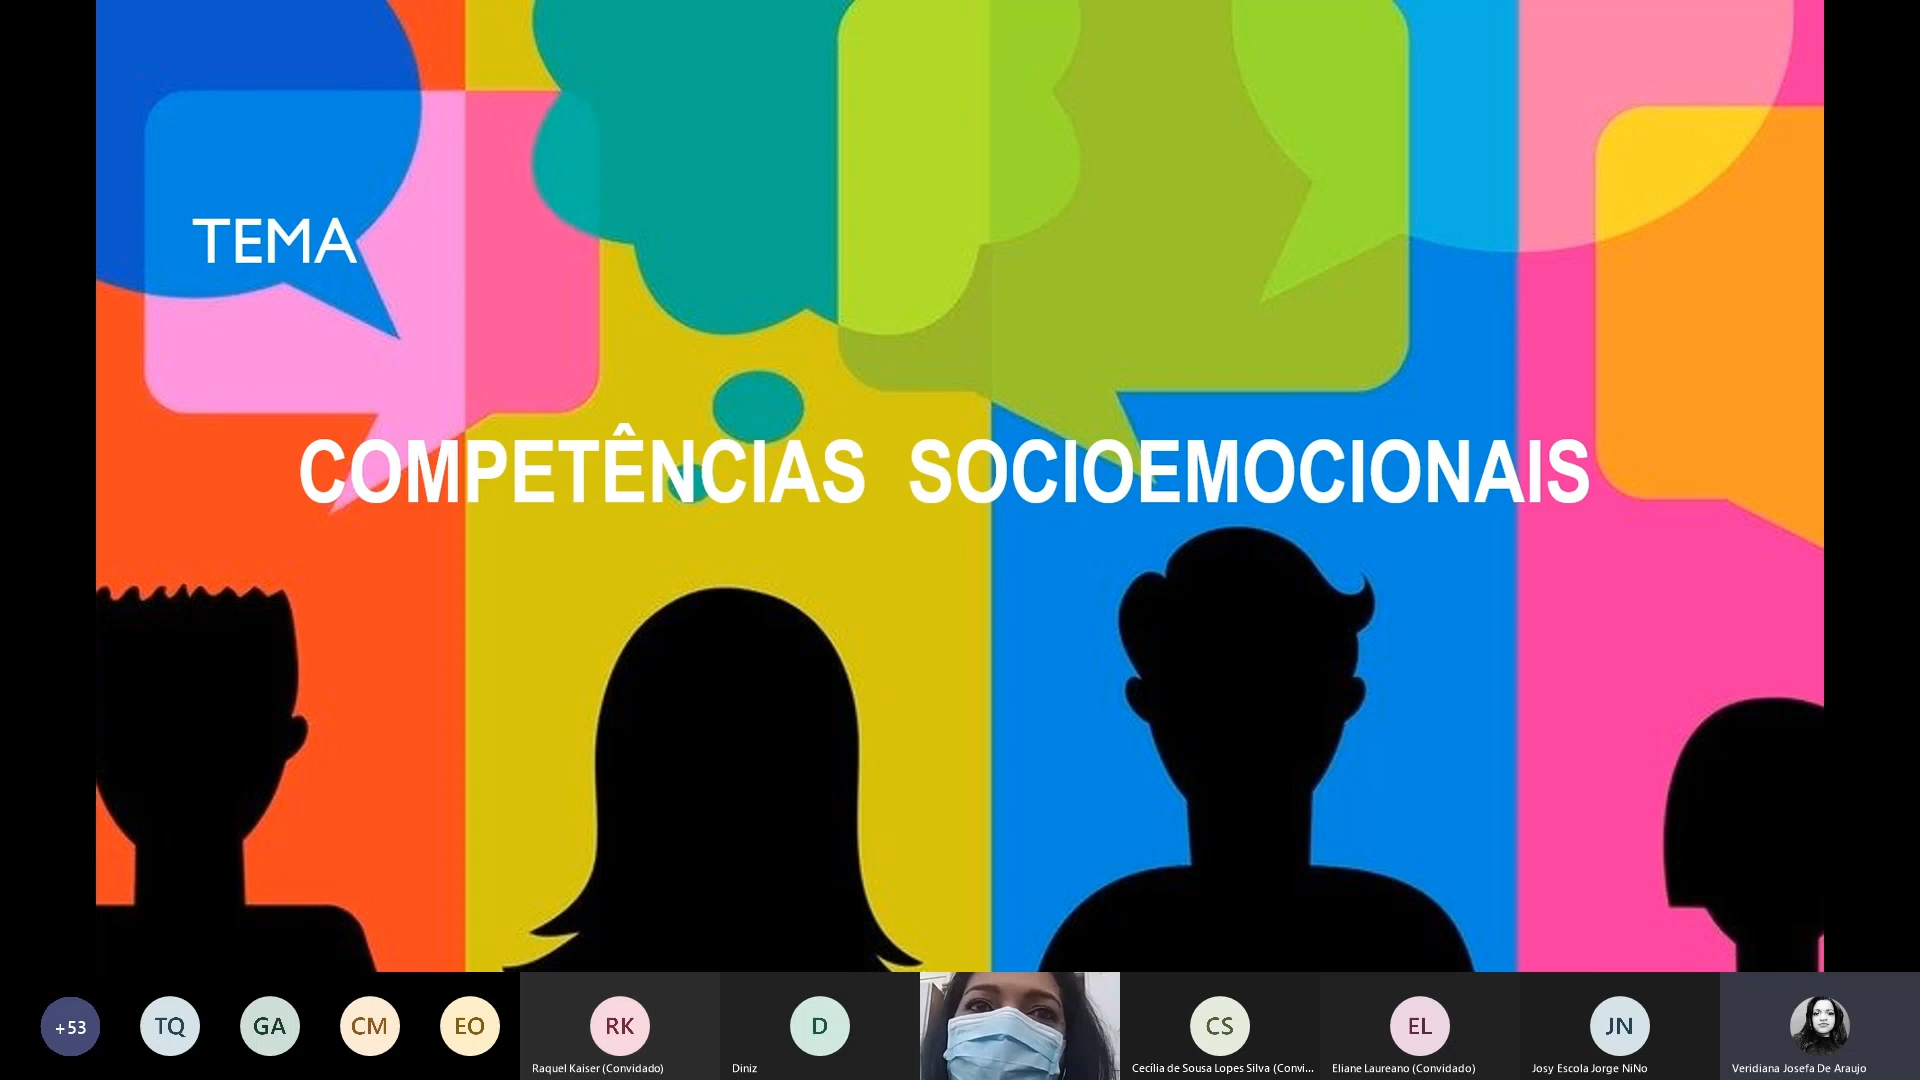 TEMA
COMPETÊNCIAS SOCIOEMOCIONAIS
+53
TQ
GA
CM
EO
RK
D
CS
EL
JN
Raquel Kaiser (Convidado)
Diniz
Cecília de Sousa Lopes Silva (Convi...
Eliane Laureano (Convidado)
Josy Escola Jorge NiNo
Veridiana Josefa De Araujo